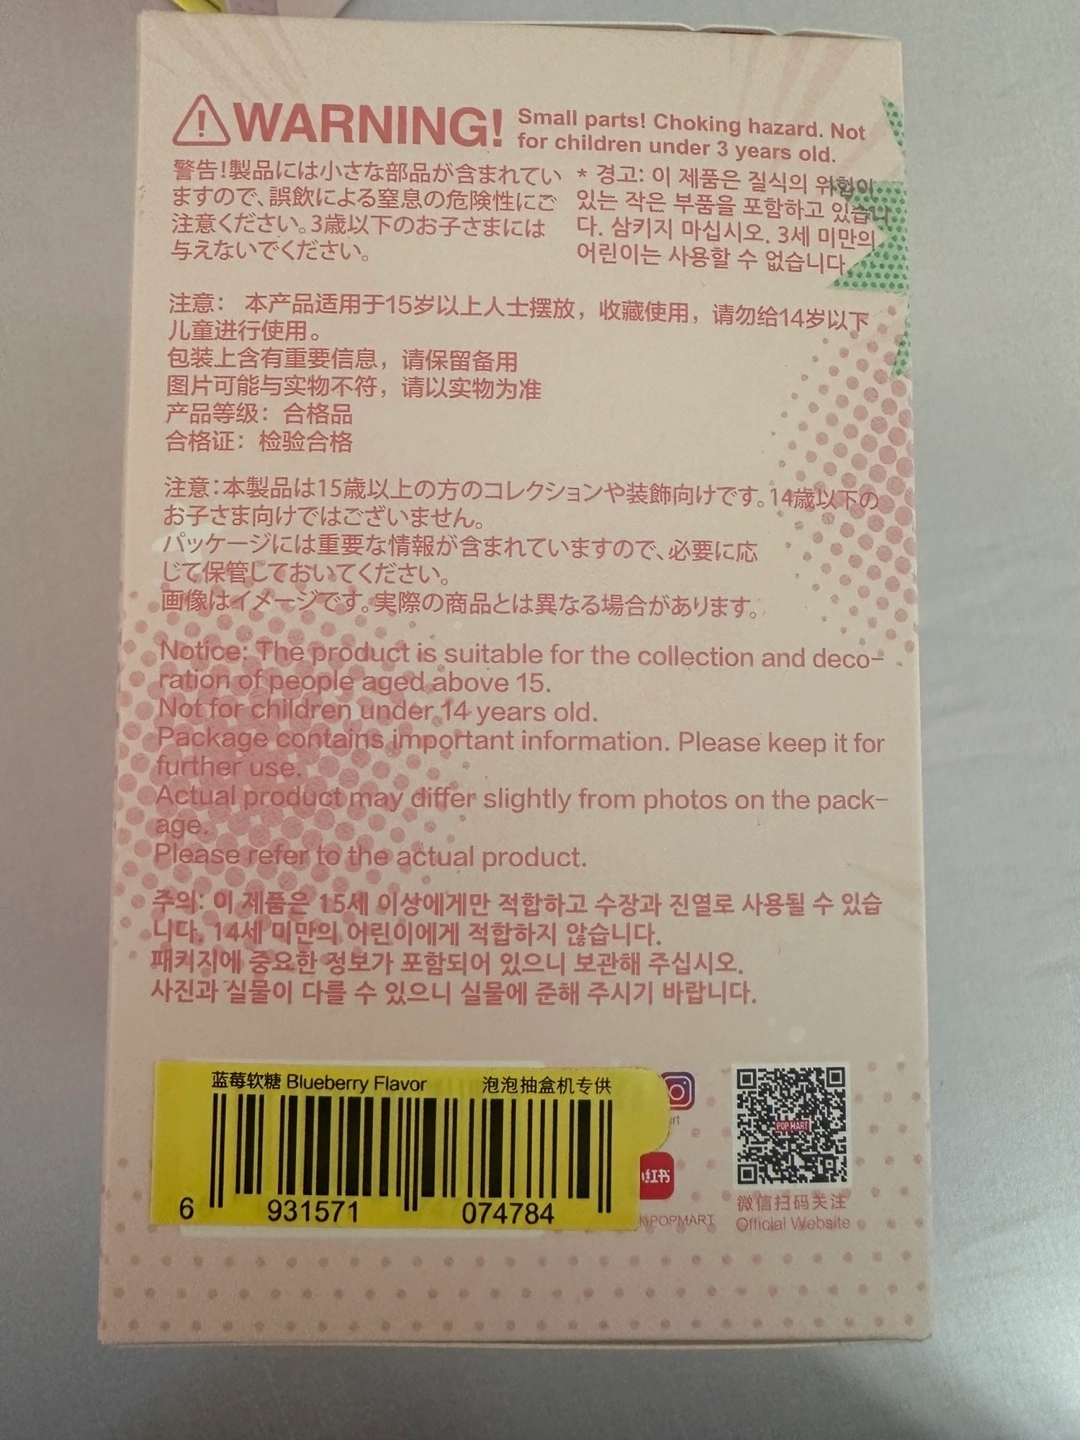 WARNING! Small parts! Choking hazard. Not
for children under 3 years old.
警告!製品には小さな部品が含まれてい
ますので、誤飲による窒息の危険性にご
注意ください。3歳以下のお子さまには
与えないでください。
* 경고: 이 제품은 질식의 위험이
있는 작은 부품을 포함하고 있습니
다. 삼키지 마십시오. 3세 미만의
어린이는 사용할 수 없습니다.
注意： 本产品适用于15岁以上人士摆放，收藏使用，请勿给14岁以下
儿童进行使用。
包装上含有重要信息，请保留备用
图片可能与实物不符，请以实物为准
产品等级：合格品
合格证：检验合格
注意:本製品は15歳以上の方のコレクションや装飾向けです。14歳以下の
お子さま向けではございません。
パッケージには重要な情報が含まれていますので、必要に応
じて保管しておいてください。
画像はイメージです。実際の商品とは異なる場合があります。
Notice: The product is suitable for the collection and deco-
ration of people aged above 15.
Not for children under 14 years old.
Package contains important information. Please keep it for
further use.
Actual product may differ slightly from photos on the pack-
age.
Please refer to the actual product.
주의: 이 제품은 15세 이상에게만 적합하고 수장과 진열로 사용될 수 있습
니다. 14세 미만의 어린이에게 적합하지 않습니다.
패키지에 중요한 정보가 포함되어 있으니 보관해 주십시오.
사진과 실물이 다를 수 있으니 실물에 준해 주시기 바랍니다.
蓝莓软糖 Blueberry Flavor 泡泡抽盒机专供
6 931571 074784
POP MART
POPMART
微信扫码关注
Official Website